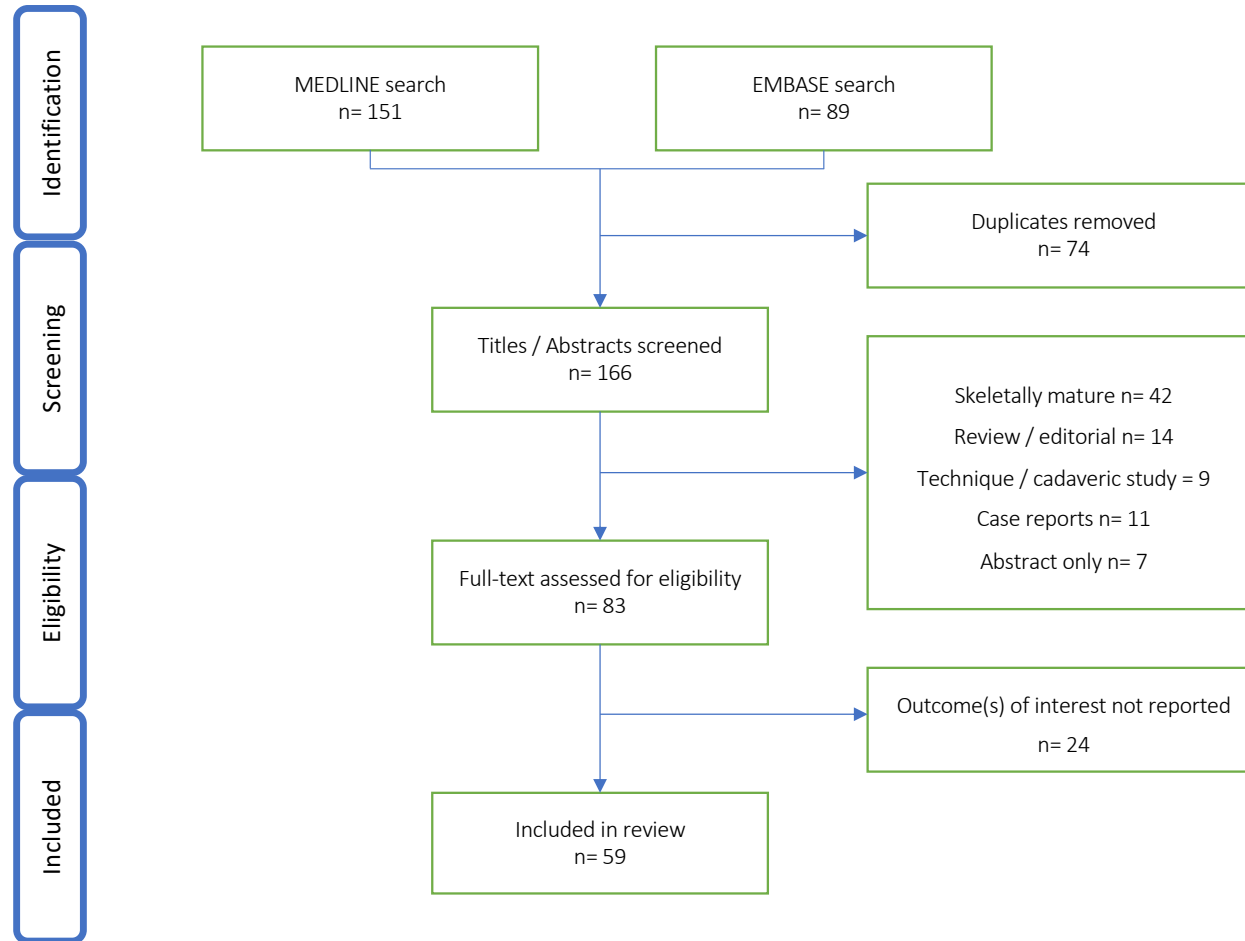 Identification
MEDLINE search
n= 151
EMBASE search
n= 89
Duplicates removed
n= 74
Screening
Titles / Abstracts screened
n= 166
Skeletally mature n= 42
Review / editorial n= 14
Technique / cadaveric study = 9
Case reports n= 11
Abstract only n= 7
Eligibility
Full-text assessed for eligibility
n= 83
Outcome(s) of interest not reported
n= 24
Included
Included in review
n= 59